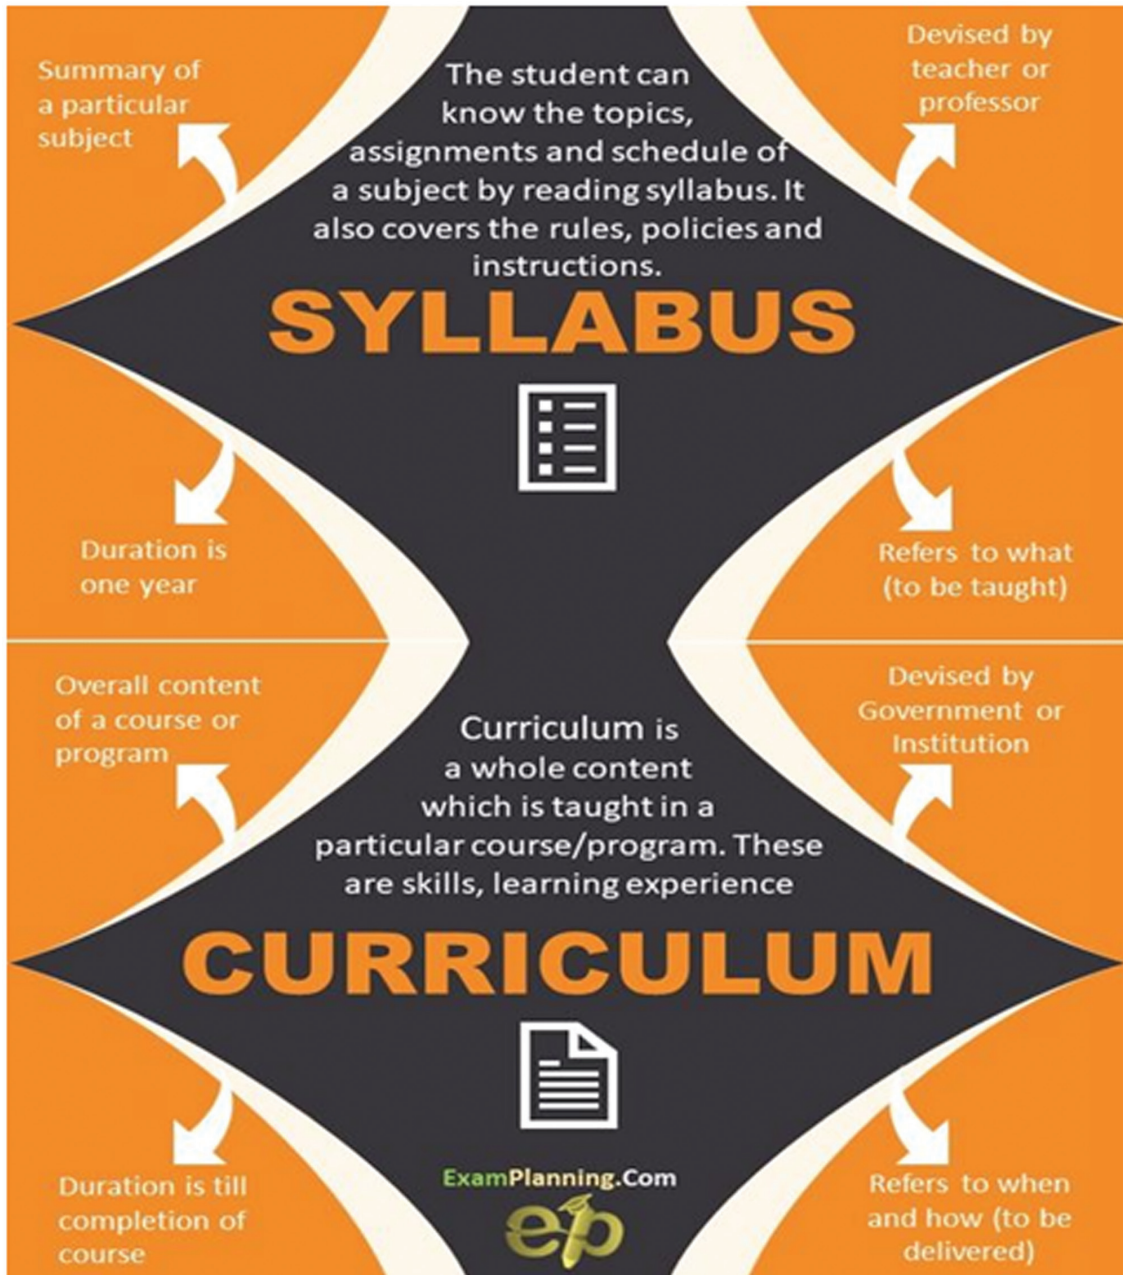 Summary of
a particular
subject
The student can
know the topics,
assignments and schedule of
a subject by reading syllabus. It
also covers the rules, policies and
instructions.
Devised by
teacher or
professor
SYLLABUS
Duration is
one year
Refers to what
(to be taught)
Overall content
of a course or
program
Curriculum is
a whole content
which is taught in a
particular course/program. These
are skills, learning experience
Devised by
Government or
Institution
CURRICULUM
Duration is till
completion of
course
ExamPlanning.Com
ep
Refers to when
and how (to be
delivered)